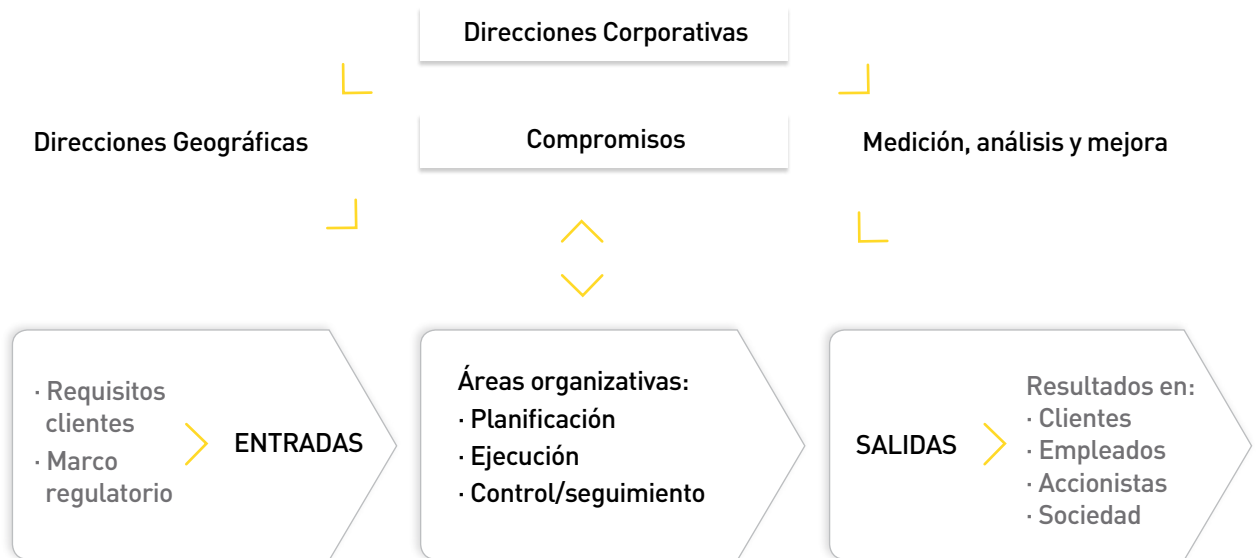 Direcciones Corporativas
Direcciones Geográficas
Compromisos
Medición, análisis y mejora
· Requisitos
clientes
· Marco
regulatorio
ENTRADAS
Áreas organizativas:
· Planificación
· Ejecución
· Control/seguimiento
SALIDAS
Resultados en:
· Clientes
· Empleados
· Accionistas
· Sociedad